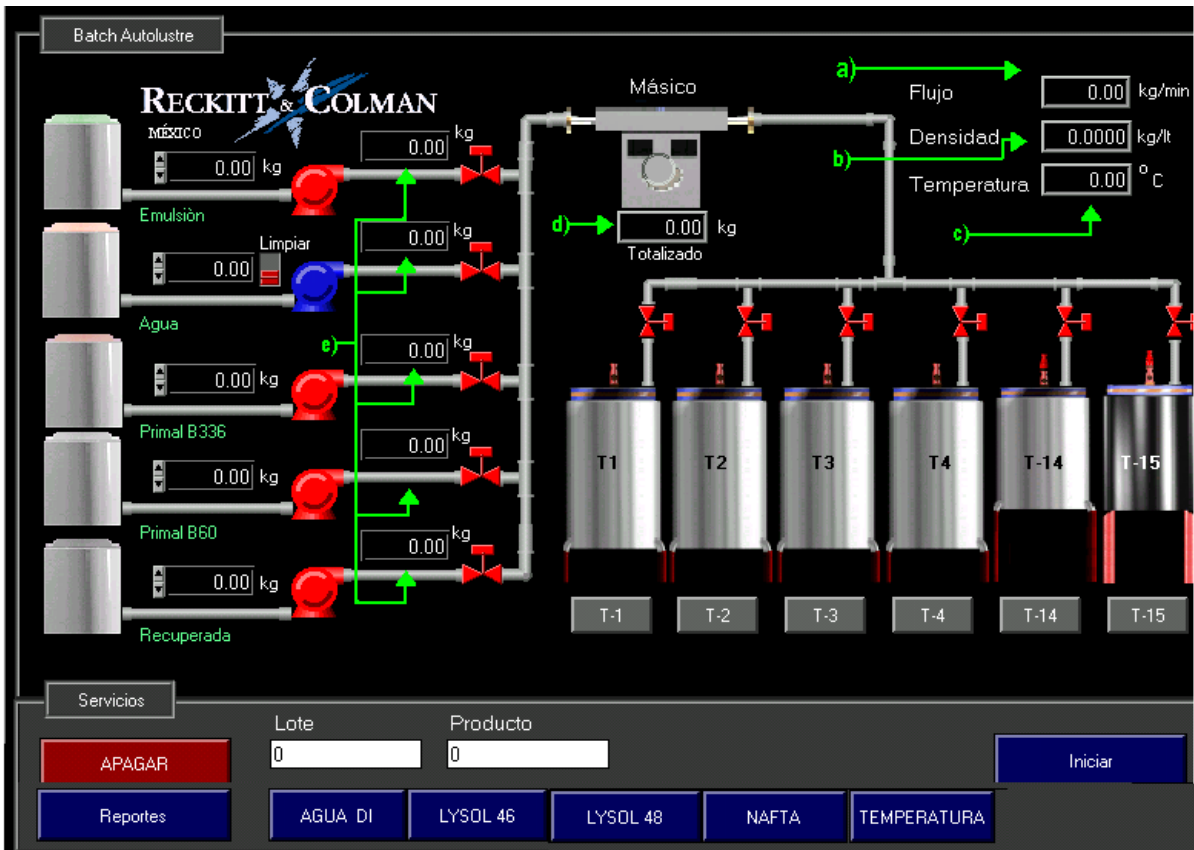 Batch Autolustre
RECKITT & COLMAN
MÉXICO
Másico
a)
Flujo 0.00 kg/min
Densidad 0.0000 kg/lt
b)
Temperatura 0.00 °C
c)
d) 0.00 kg
Totalizado
0.00 kg
0.00 kg
Emulsiòn
0.00 kg
Limpiar
0.00
Agua
e)
0.00 kg
0.00 kg
Primal B336
0.00 kg
0.00 kg
Primal B60
0.00 kg
0.00 kg
Recuperada
T1 T2 T3 T4 T-14 T-15
T-1 T-2 T-3 T-4 T-14 T-15
Servicios
Lote Producto
0 0
APAGAR Iniciar
Reportes AGUA DI LYSOL 46 LYSOL 48 NAFTA TEMPERATURA